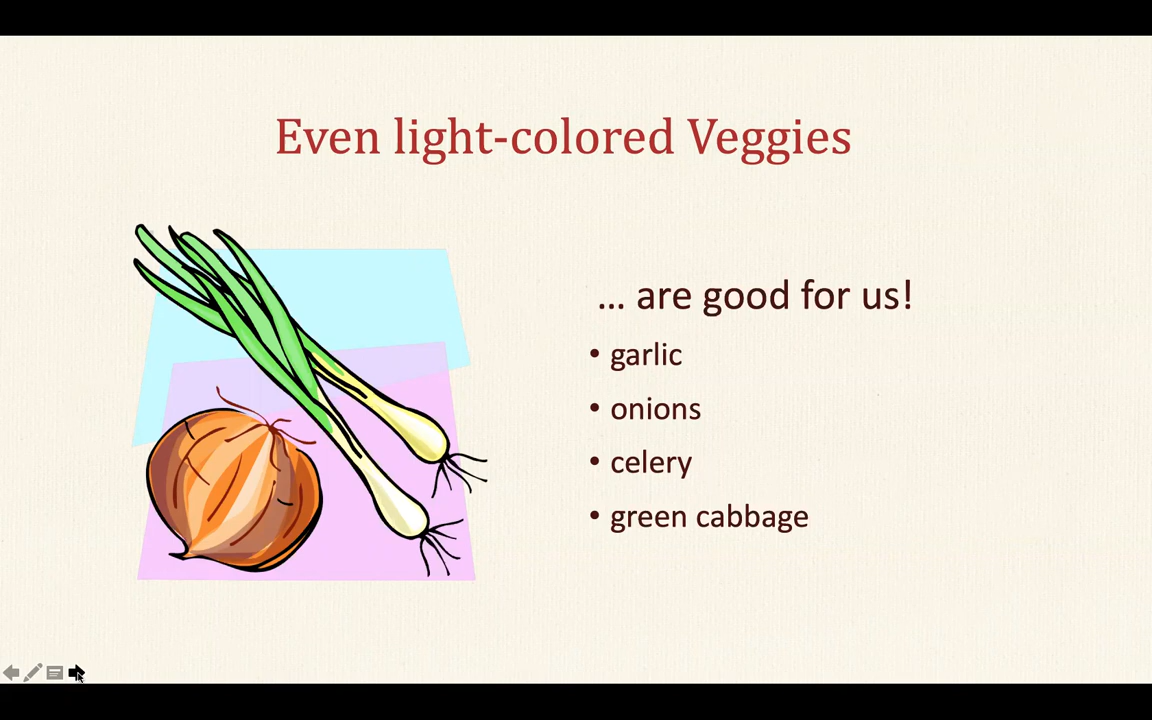 Even light-colored Veggies
... are good for us!
• garlic
• onions
• celery
• green cabbage